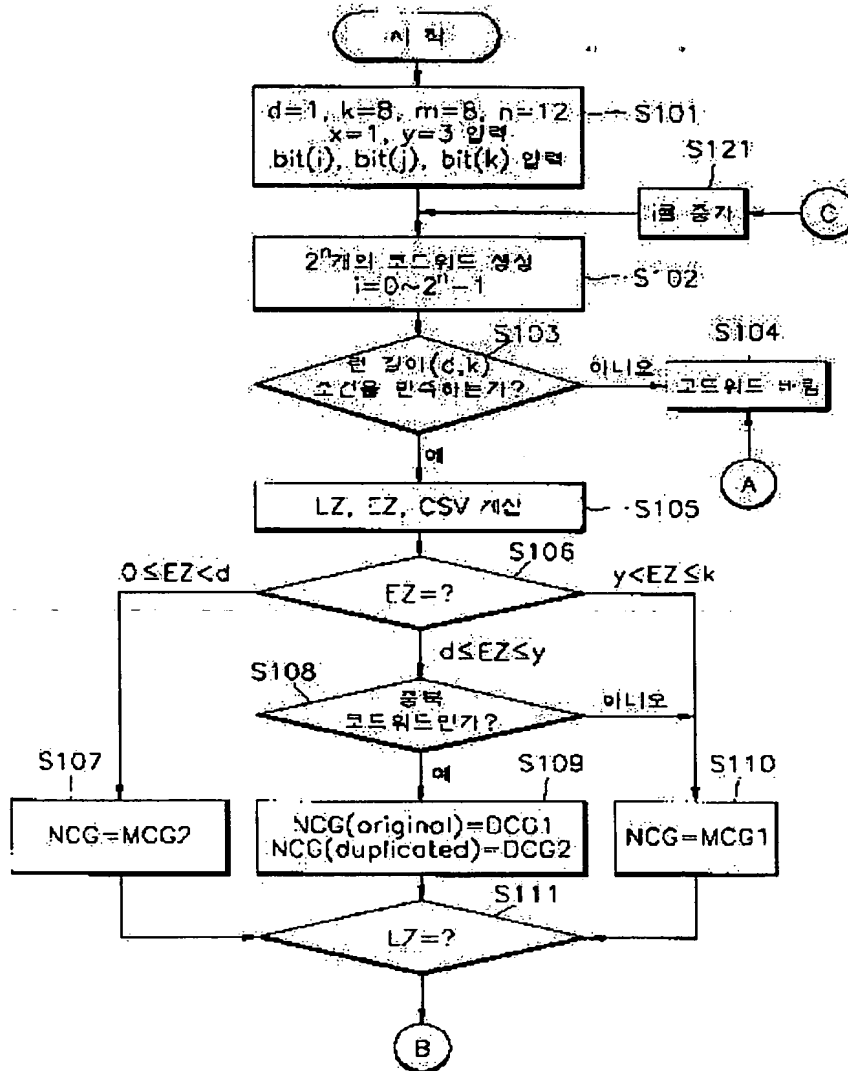 시 작
d=1, k=8, m=8, n=12
x=1, y=3 입력
bit(i), bit(j), bit(k) 입력
S101
S121
i를 증가
C
2ⁿ개의 코드워드 생성
i=0~2ⁿ-1
S102
S103
런 길이(d,k)
조건을 만족하는가?
아니오
S104
코드워드 버림
예
A
LZ, EZ, CSV 계산
S105
S106
0≤EZ<d
EZ=?
y<EZ≤k
d≤EZ≤y
S108
중복
코드워드인가?
아니오
예
S107
NCG=MCG2
S109
NCG(original)=DCG1
NCG(duplicated)=DCG2
S110
NCG=MCG1
S111
LZ=?
B